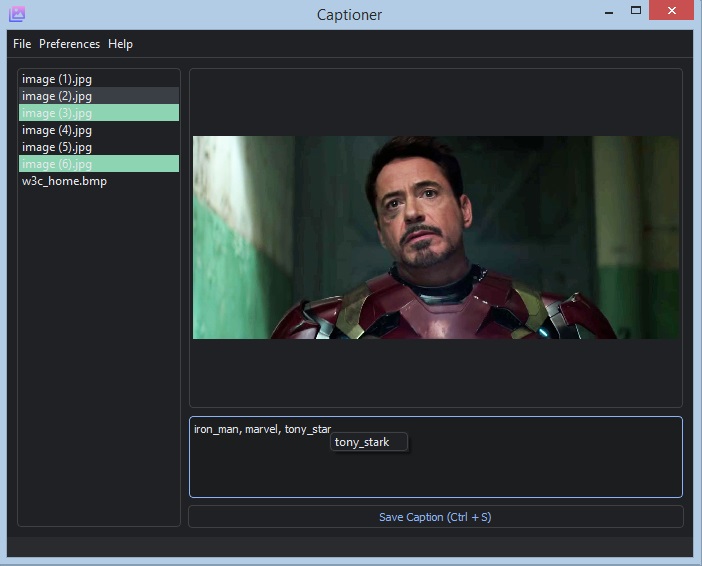 Captioner
File Preferences Help
image (1).jpg
image (2).jpg
image (3).jpg
image (4).jpg
image (5).jpg
image (6).jpg
w3c_home.bmp
iron_man, marvel, tony_star
tony_stark
Save Caption (Ctrl + S)